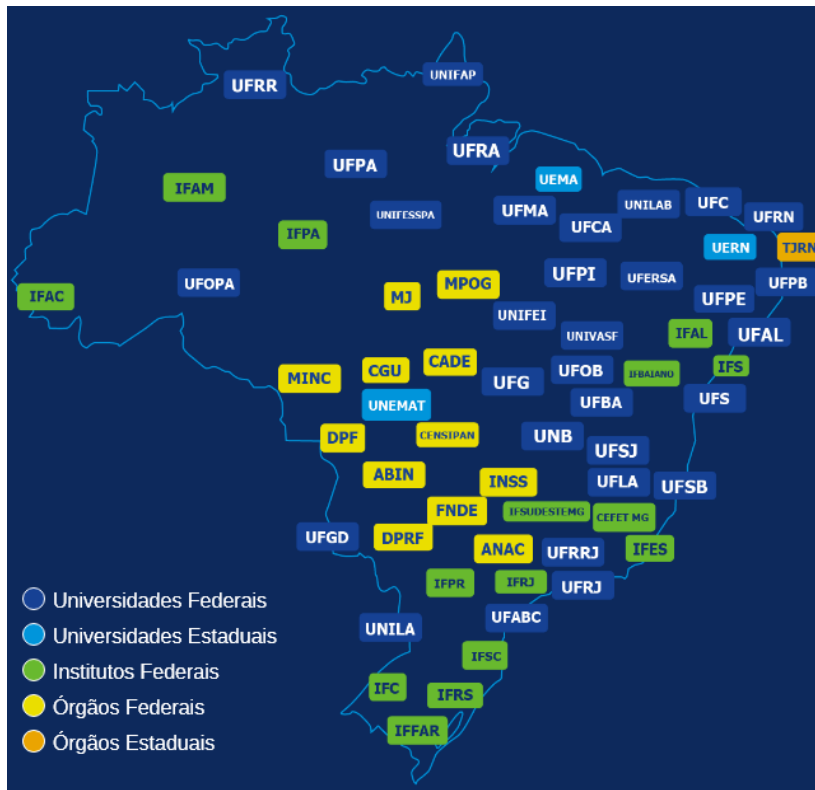 UFRR
UNIFAP
UFPA
UFRA
IFAM
UEMA
UNIFESSPA
UFMA
UFCA
UNILAB
UFC
UFRN
IFPA
UERN
TJRN
UFOPA
IFAC
MJ
MPOG
UFPI
UFERSA
UFPE
UFPB
UNIFEI
UNIVASF
IFAL
UFAL
MINC
CGU
CADE
UFG
UFOB
IFBAIANO
IFS
UNEMAT
UFBA
UFS
DPF
CENSIPAN
UNB
UFSJ
ABIN
INSS
UFLA
UFSB
FNDE
IFSUDESTEMG
CEFET MG
UFGD
DPRF
ANAC
UFRRJ
IFES
IFPR
IFRJ
UFRJ
UNILA
UFABC
IFSC
IFC
IFRS
IFFAR
Universidades Federais
Universidades Estaduais
Institutos Federais
Órgãos Federais
Órgãos Estaduais